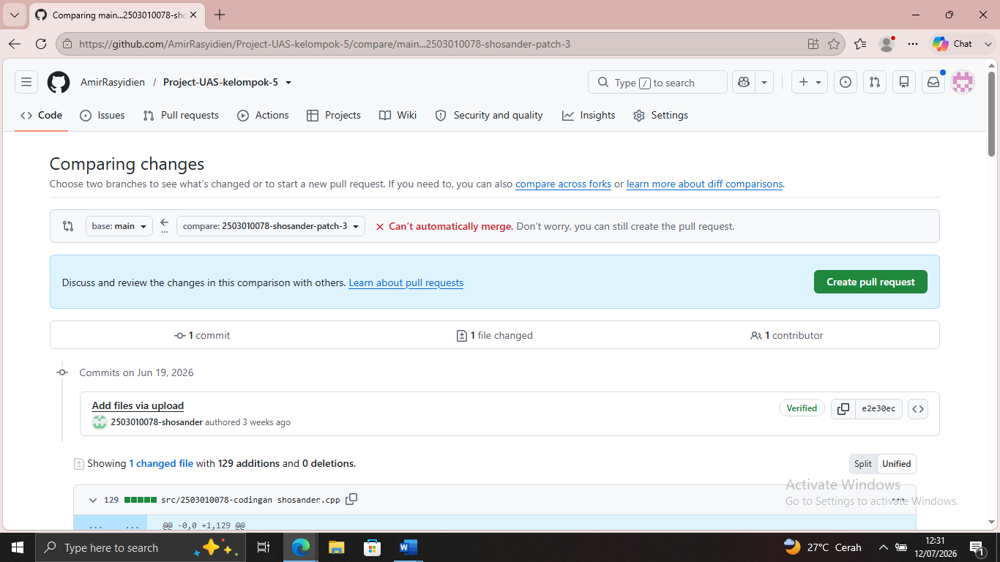 Comparing main...2503010078-sho
https://github.com/AmirRasyidien/Project-UAS-kelompok-5/compare/main...2503010078-shosander-patch-3
Chat
AmirRasyidien / Project-UAS-kelompok-5
Type / to search
Code Issues Pull requests Actions Projects Wiki Security and quality Insights Settings
Comparing changes
Choose two branches to see what's changed or to start a new pull request. If you need to, you can also compare across forks or learn more about diff comparisons.
base: main ... compare: 2503010078-shosander-patch-3 Can't automatically merge. Don't worry, you can still create the pull request.
Discuss and review the changes in this comparison with others. Learn about pull requests Create pull request
1 commit 1 file changed 1 contributor
Commits on Jun 19, 2026
Add files via upload
2503010078-shosander authored 3 weeks ago
Verified e2e30ec
Showing 1 changed file with 129 additions and 0 deletions.
Split Unified
129 src/2503010078-codingan shosander.cpp
... ... @@ -0,0 +1,129 @@
Activate Windows
Go to Settings to activate Windows.
Type here to search
27°C Cerah
12:31
12/07/2026
1